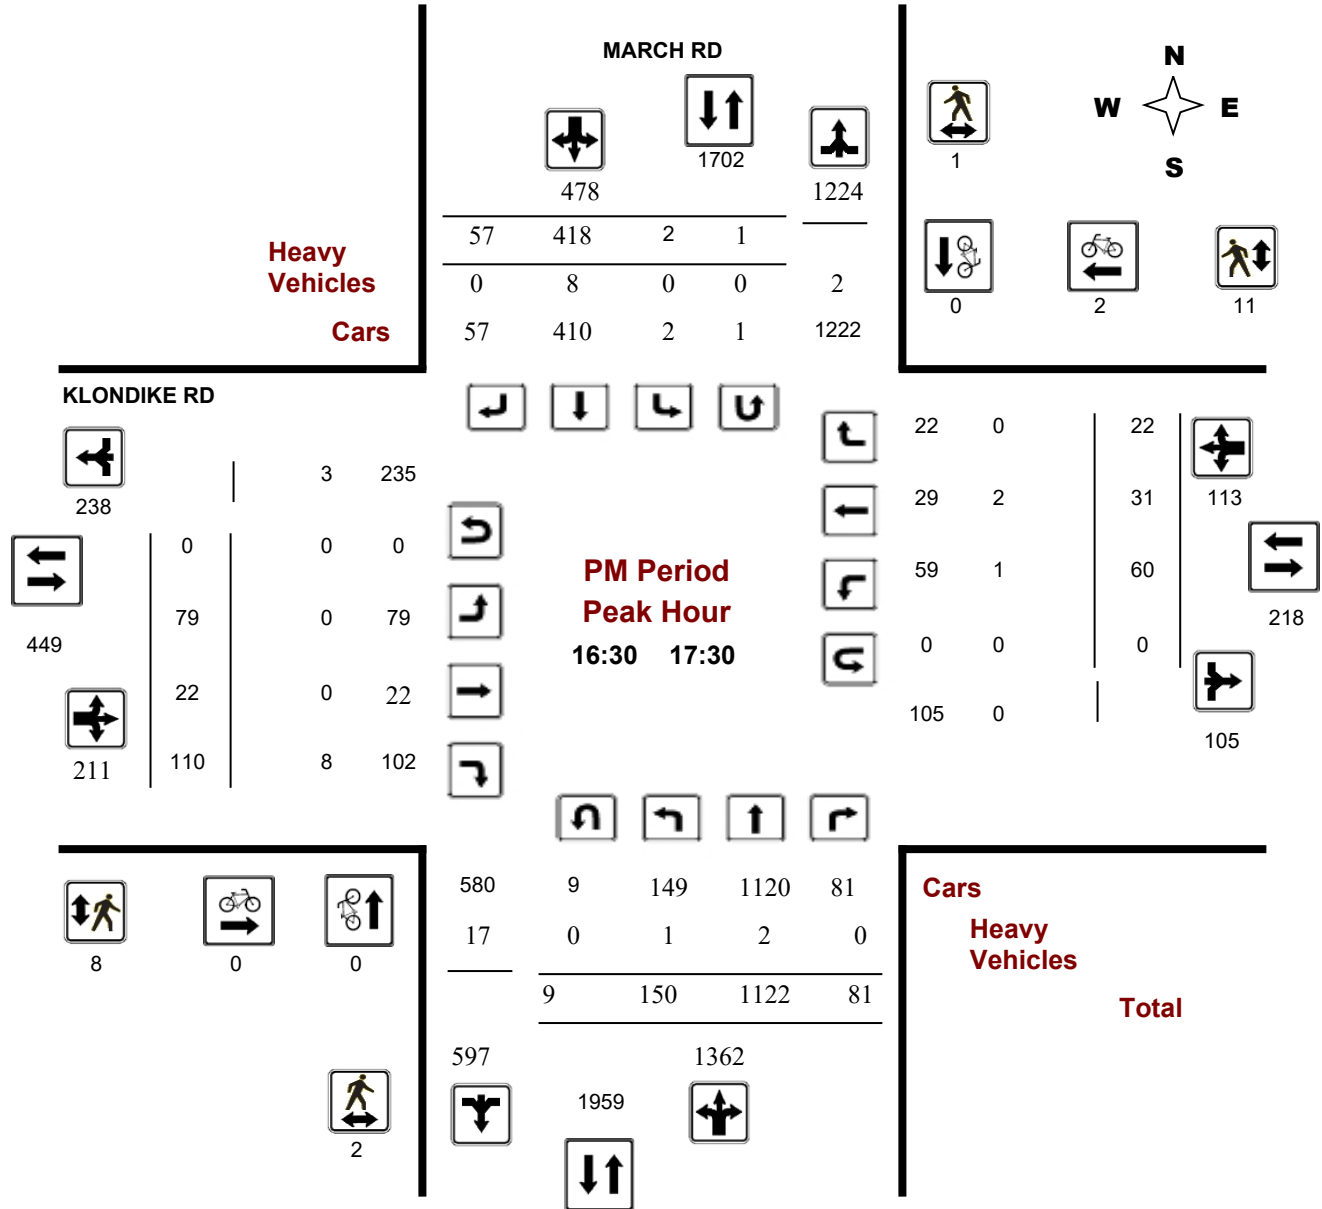 MARCH RD
N
W E
S
1702
1
478 1224
57 418 2 1
Heavy
Vehicles
0 8 0 0 2
Cars
57 410 2 1 1222
0 2 11
KLONDIKE RD
22 0 22
3 235
238
29 2 31 113
0 0 0
PM Period
59 1 60
Peak Hour
79 0 79
218
449
16:30 17:30
0 0 0
22 0 22
105 0
105
211 110 8 102
580 9 149 1120 81
Cars
17 0 1 2 0
Heavy
Vehicles
8 0 0
9 150 1122 81
Total
597 1362
1959
2